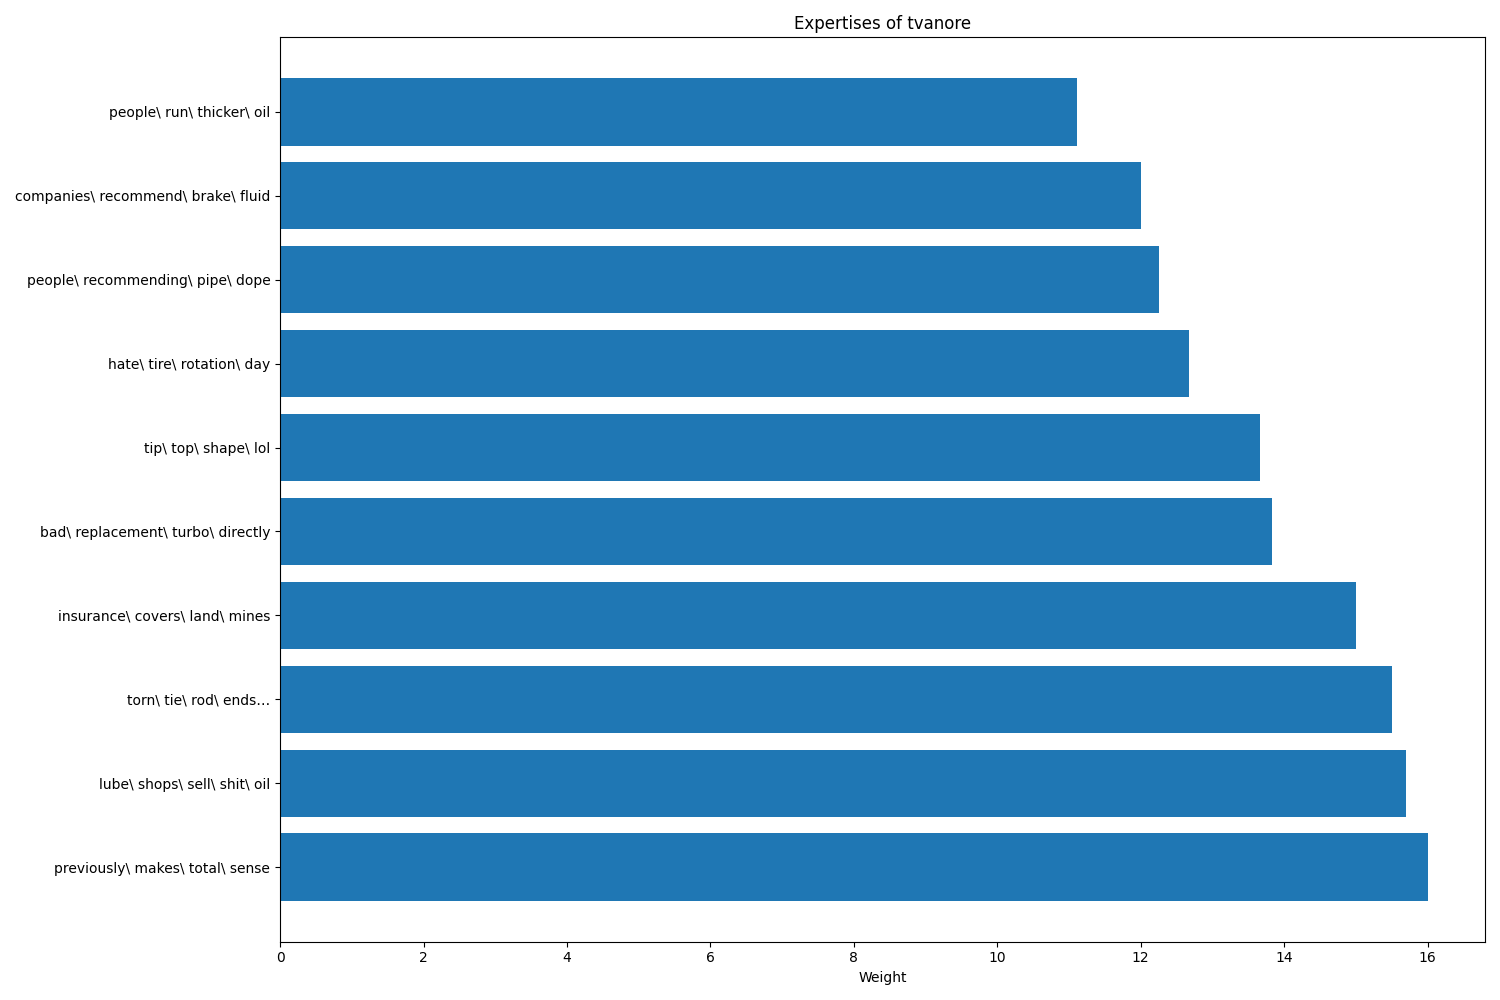 Expertises of tvanore
people\ run\ thicker\ oil
companies\ recommend\ brake\ fluid
people\ recommending\ pipe\ dope
hate\ tire\ rotation\ day
tip\ top\ shape\ lol
bad\ replacement\ turbo\ directly
insurance\ covers\ land\ mines
torn\ tie\ rod\ ends…
lube\ shops\ sell\ shit\ oil
previously\ makes\ total\ sense
0 2 4 6 8 10 12 14 16
Weight